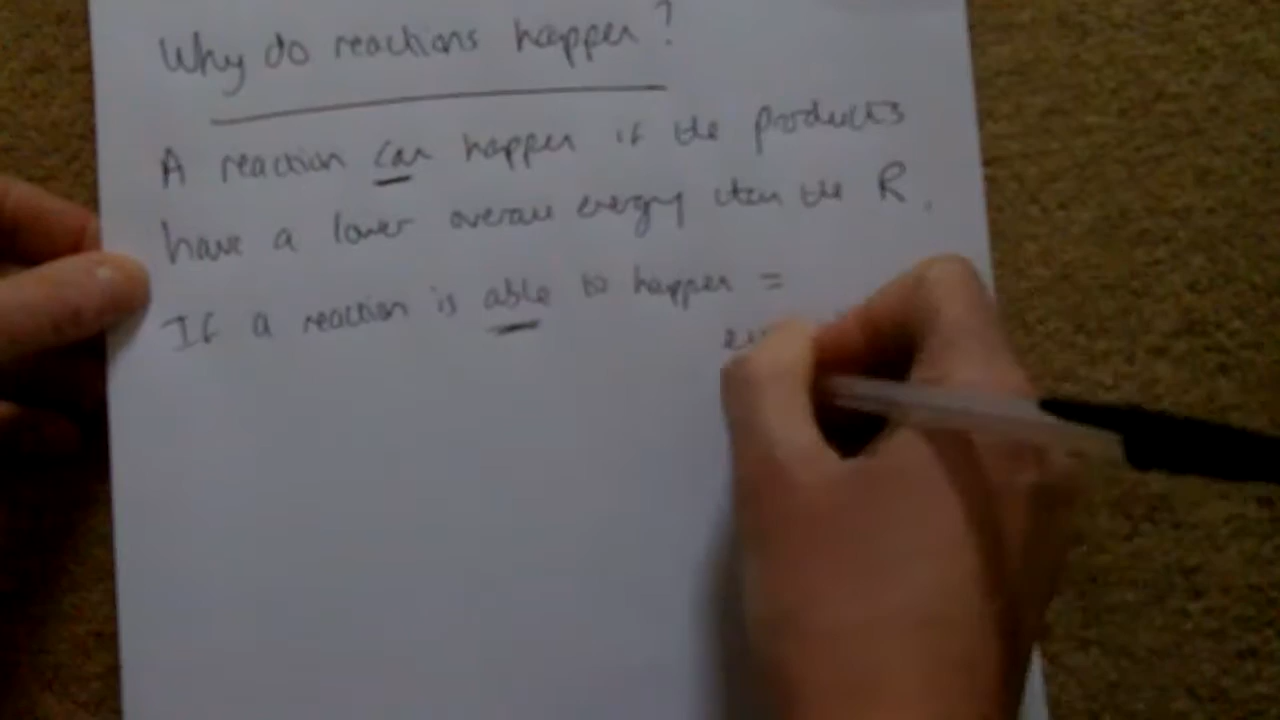 Why do reactions happen?
A reaction can happen if the products
have a lower overall energy than the R.
If a reaction is able to happen =